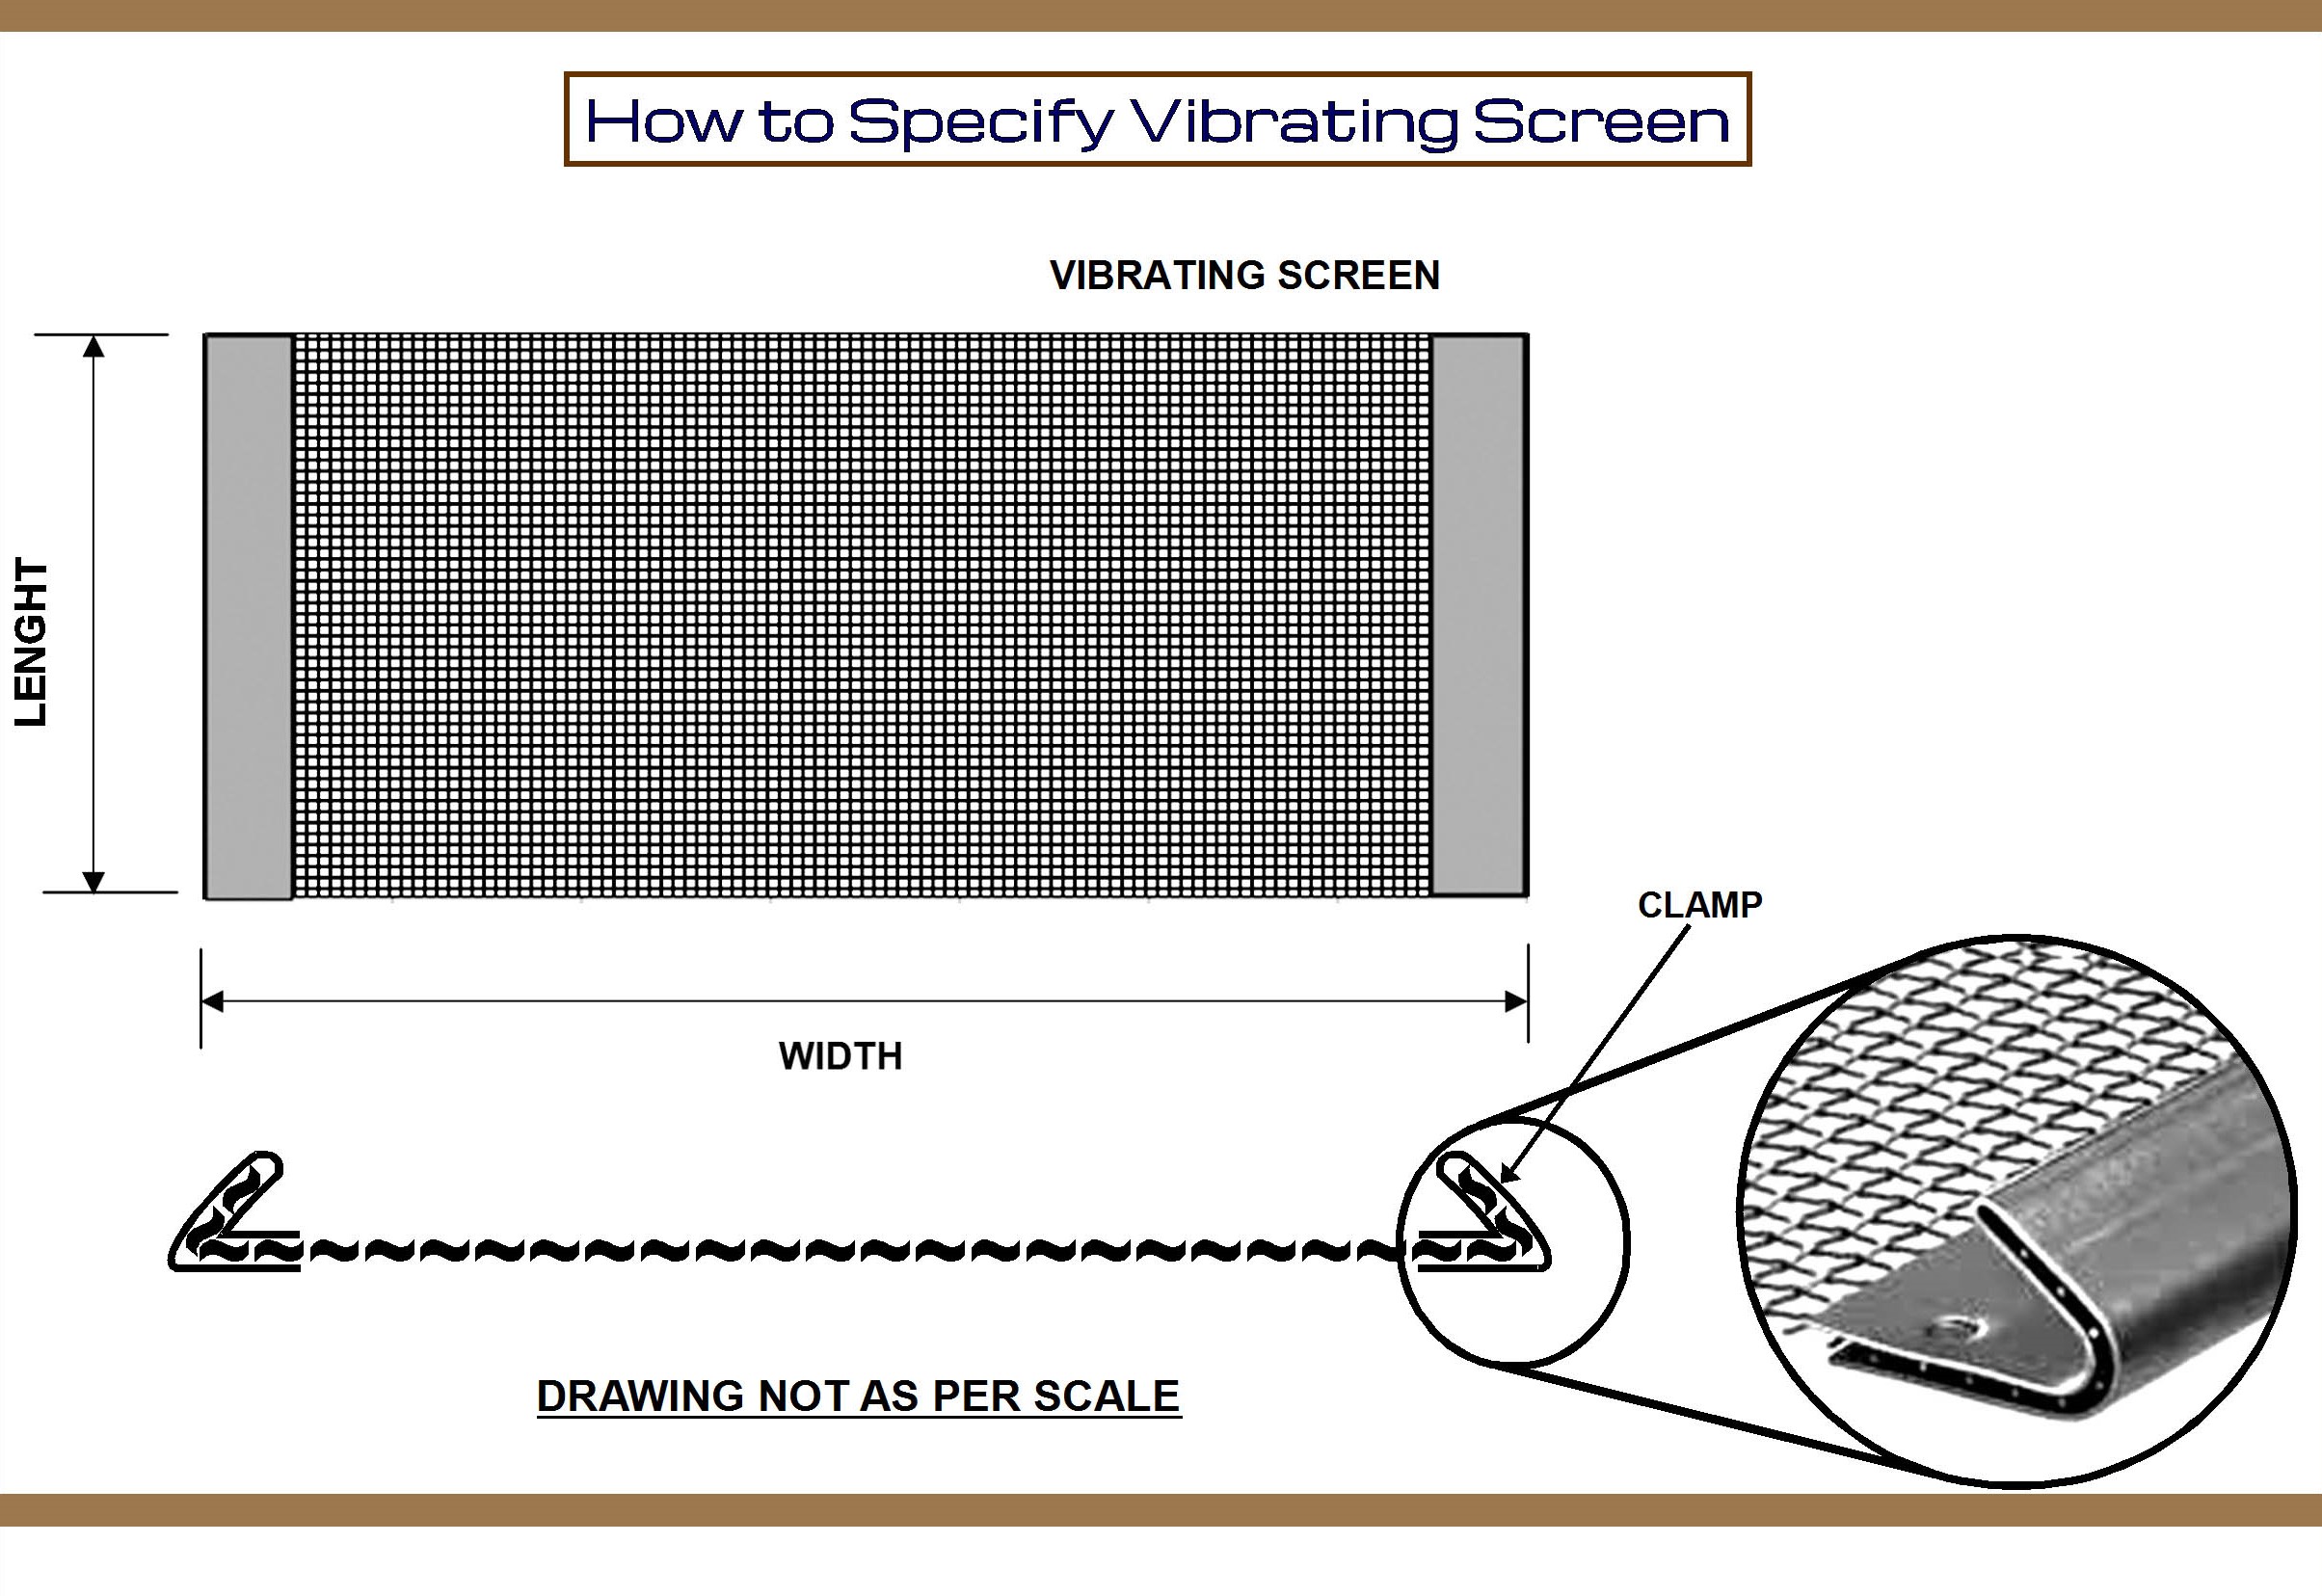 How to Specify Vibrating Screen
VIBRATING SCREEN
LENGHT
CLAMP
WIDTH
DRAWING NOT AS PER SCALE